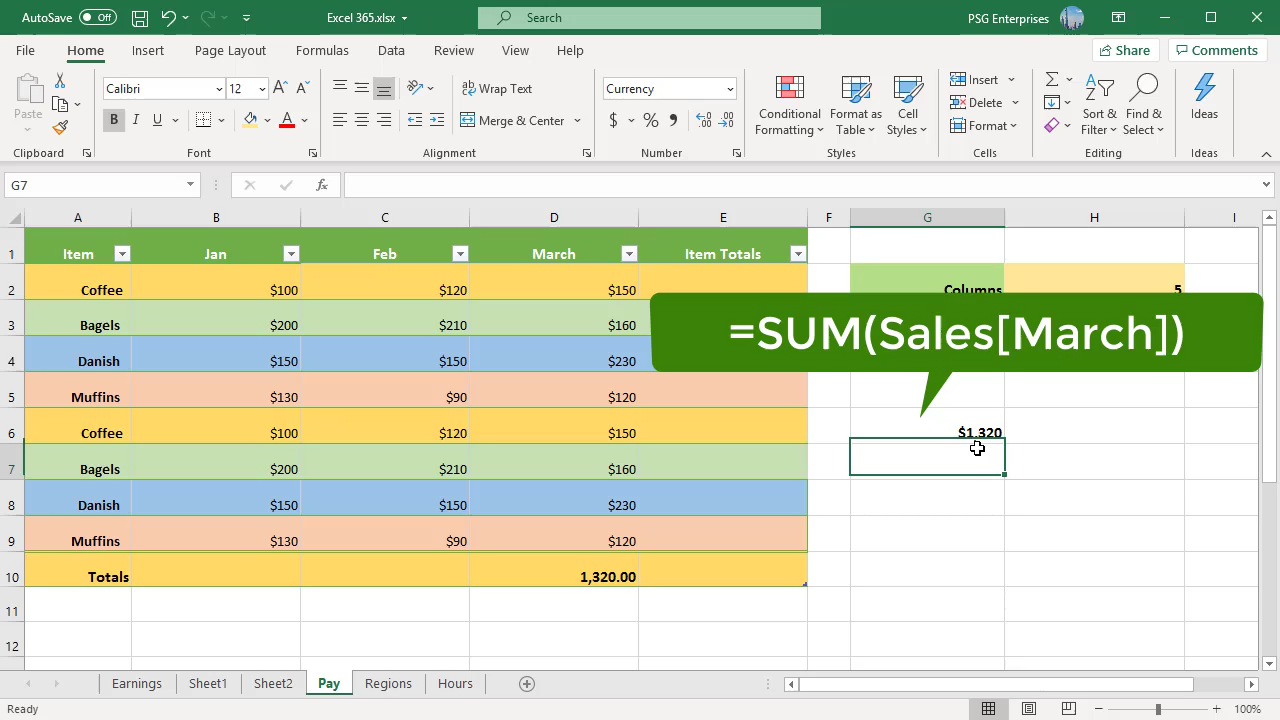 AutoSave Off Excel 365.xlsx Search PSG Enterprises
File Home Insert Page Layout Formulas Data Review View Help Share Comments
Paste Calibri 12 A A ab Wrap Text Currency Conditional Formatting Format as Table Cell Styles Insert Σ Sort & Filter Find & Select Ideas
B I U A Merge & Center $ % , Delete
Format
Clipboard Font Alignment Number Styles Cells Editing Ideas
G7 fx
A B C D E F G H I
1 Item Jan Feb March Item Totals
2 Coffee $100 $120 $150 Columns 5
3 Bagels $200 $210 $160
=SUM(Sales[March])
4 Danish $150 $150 $230
5 Muffins $130 $90 $120
6 Coffee $100 $120 $150 $1,320
7 Bagels $200 $210 $160
8 Danish $150 $150 $230
9 Muffins $130 $90 $120
10 Totals 1,320.00
11
12
Earnings Sheet1 Sheet2 Pay Regions Hours
Ready 100%